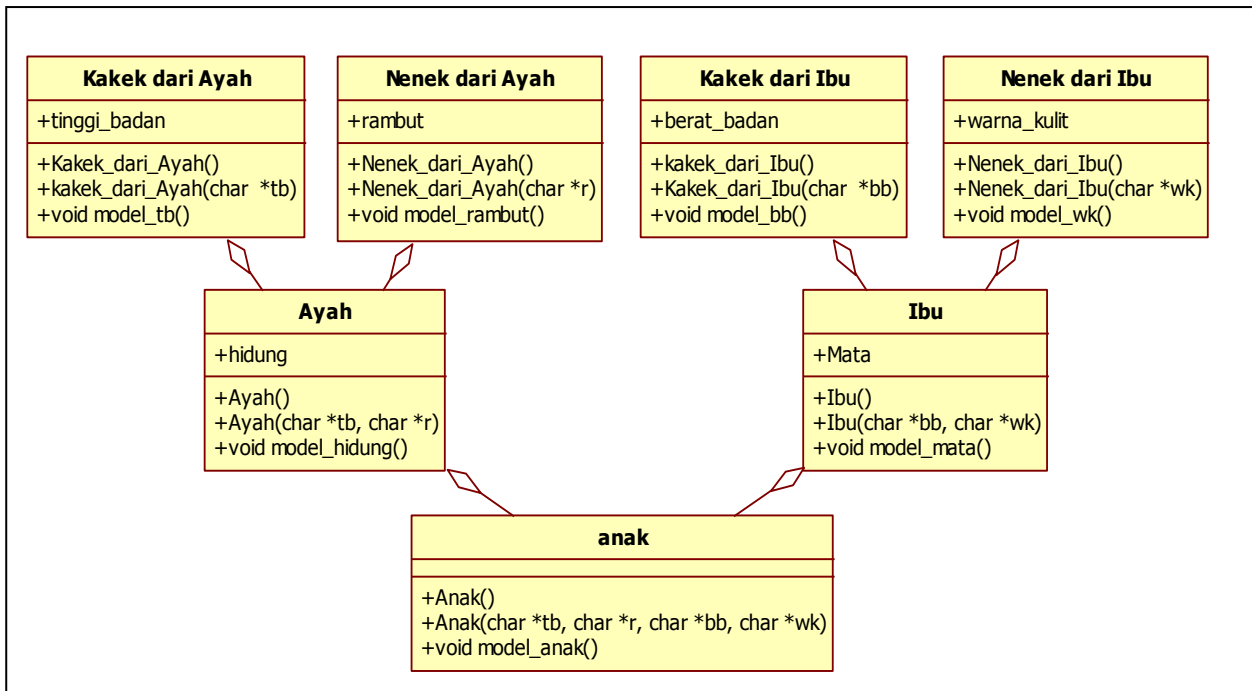 Kakek dari Ayah
+tinggi_badan
+Kakek_dari_Ayah()
+kakek_dari_Ayah(char *tb)
+void model_tb()
Nenek dari Ayah
+rambut
+Nenek_dari_Ayah()
+Nenek_dari_Ayah(char *r)
+void model_rambut()
Kakek dari Ibu
+berat_badan
+kakek_dari_Ibu()
+Kakek_dari_Ibu(char *bb)
+void model_bb()
Nenek dari Ibu
+warna_kulit
+Nenek_dari_Ibu()
+Nenek_dari_Ibu(char *wk)
+void model_wk()
Ayah
+hidung
+Ayah()
+Ayah(char *tb, char *r)
+void model_hidung()
Ibu
+Mata
+Ibu()
+Ibu(char *bb, char *wk)
+void model_mata()
anak
+Anak()
+Anak(char *tb, char *r, char *bb, char *wk)
+void model_anak()